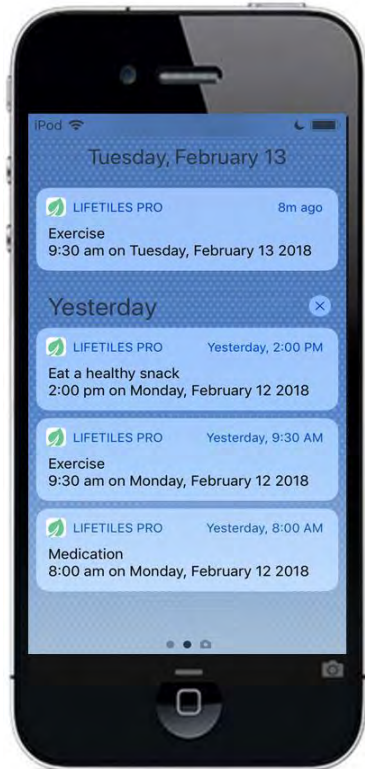 iPod
Tuesday, February 13
LIFETILES PRO 8m ago
Exercise
9:30 am on Tuesday, February 13 2018
Yesterday
LIFETILES PRO Yesterday, 2:00 PM
Eat a healthy snack
2:00 pm on Monday, February 12 2018
LIFETILES PRO Yesterday, 9:30 AM
Exercise
9:30 am on Monday, February 12 2018
LIFETILES PRO Yesterday, 8:00 AM
Medication
8:00 am on Monday, February 12 2018